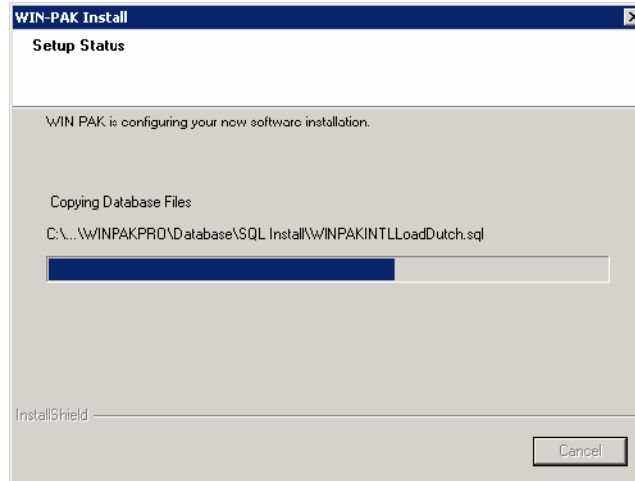 WIN-PAK Install
Setup Status
WIN PAK is configuring your new software installation.
Copying Database Files
C:\...\WINPAKPRO\Database\SQL Install\WINPAKINTLLoadDutch.sql
InstallShield
Cancel